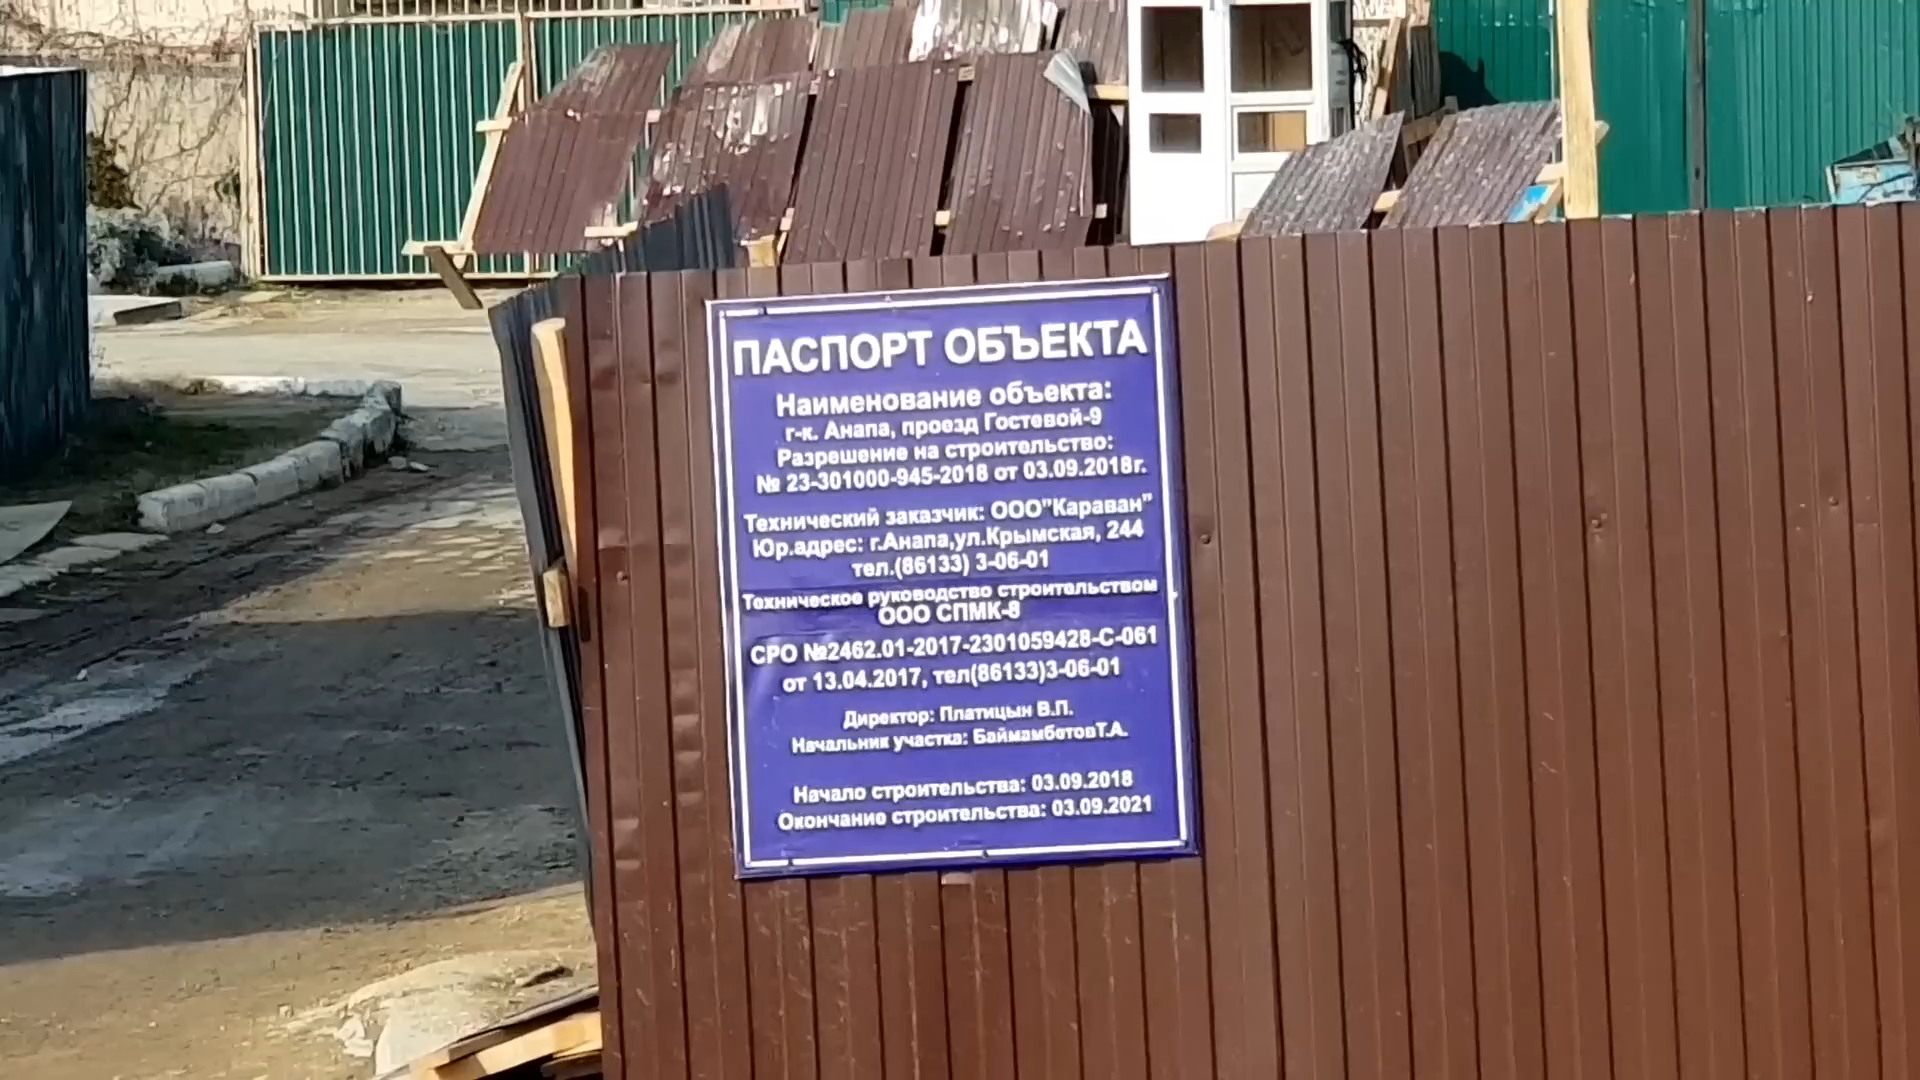 ПАСПОРТ ОБЪЕКТА
Наименование объекта:
г-к. Анапа, проезд Гостевой-9
Разрешение на строительство:
№ 23-301000-945-2018 от 03.09.2018г.
Технический заказчик: ООО"Караван"
Юр.адрес: г.Анапа,ул.Крымская, 244
тел.(86133) 3-06-01
Техническое руководство строительством
ООО СПМК-8
СРО №2462.01-2017-2301059428-С-061
от 13.04.2017, тел(86133)3-06-01
Директор: Платицын В.П.
Начальник участка: БаймамбетовТ.А.
Начало строительства: 03.09.2018
Окончание строительства: 03.09.2021